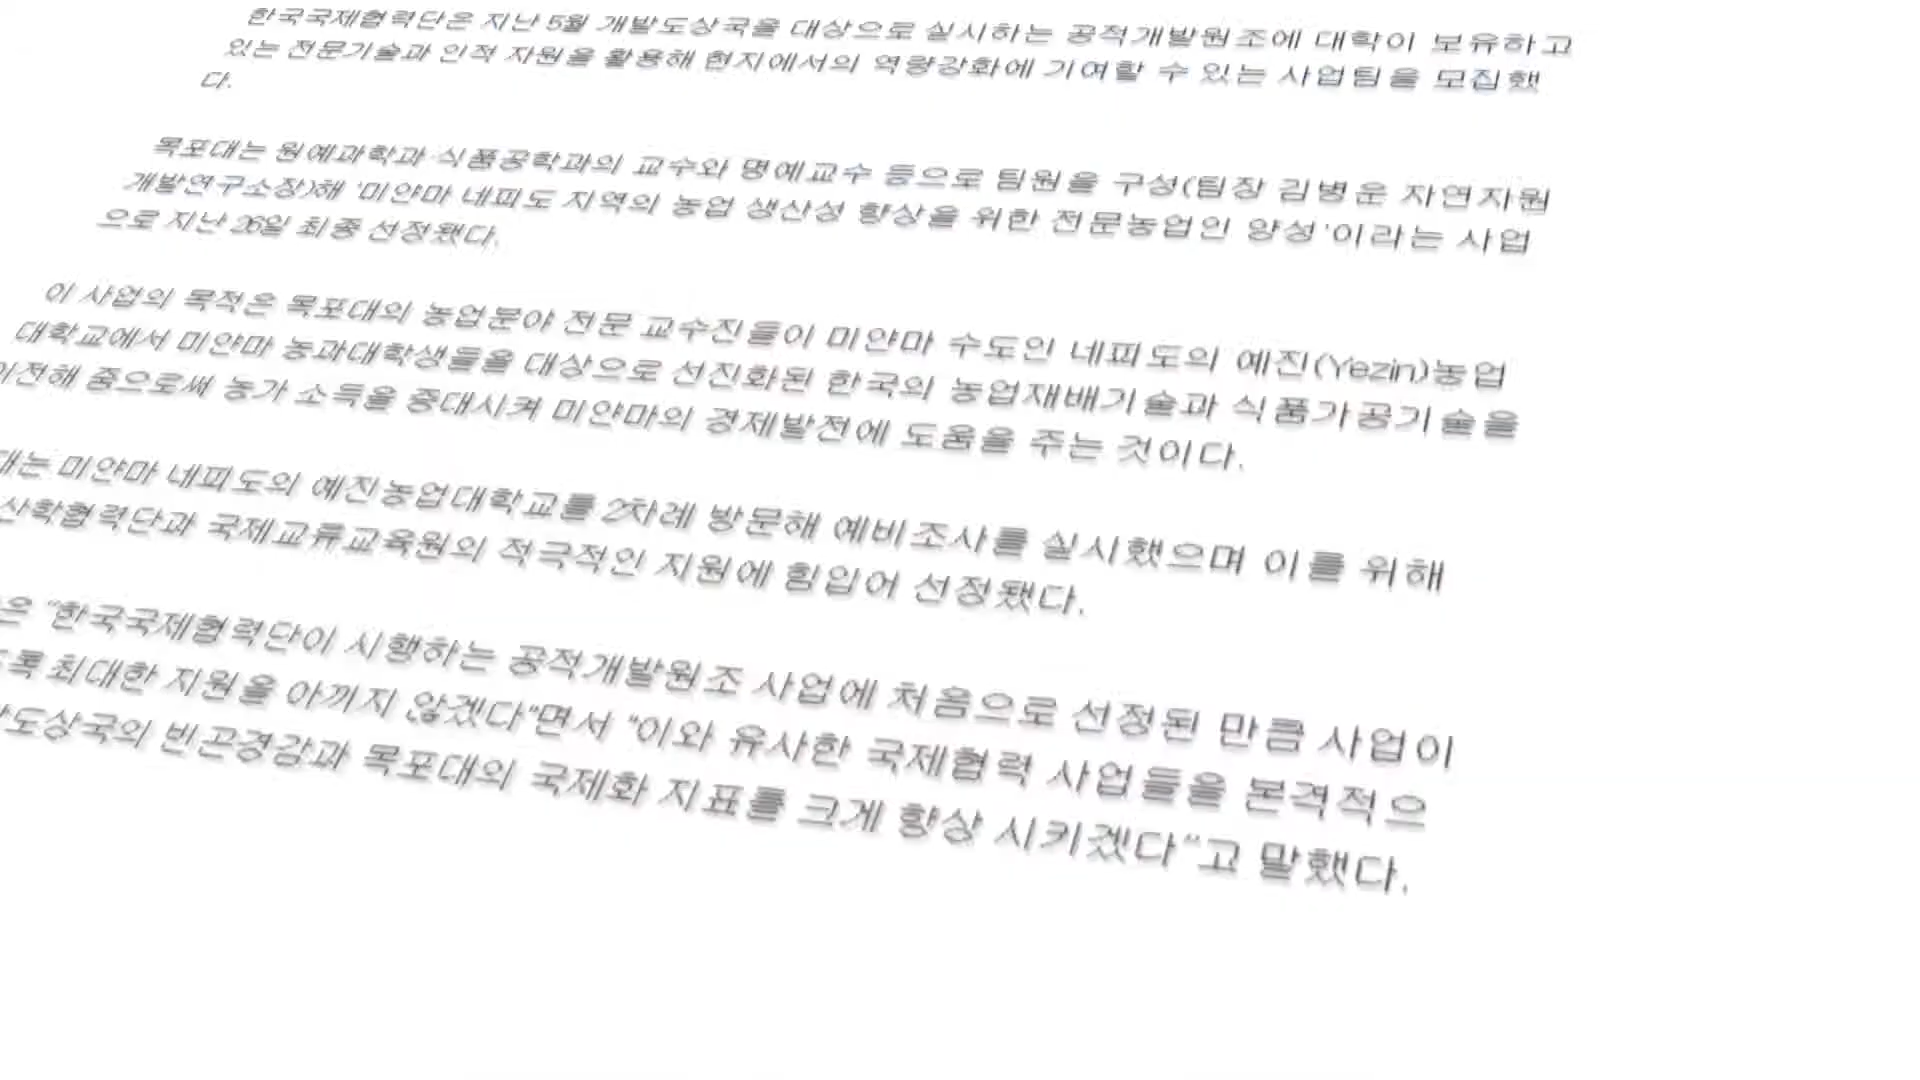 한국국제협력단은 지난 5월 개발도상국을 대상으로 실시하는 공적개발원조에 대학이 보유하고
있는 전문기술과 인적 자원을 활용해 현지에서의 역량강화에 기여할 수 있는 사업팀을 모집했
다.
목포대는 원예과학과·식품공학과의 교수와 명예교수 등으로 팀원을 구성(팀장 김병운 자연자원
개발연구소장)해 '미얀마 네피도 지역의 농업 생산성 향상을 위한 전문농업인 양성'이라는 사업
으로 지난 26일 최종 선정됐다.
이 사업의 목적은 목포대의 농업분야 전문 교수진들이 미얀마 수도인 네피도의 예진(Yezin)농업
대학교에서 미얀마 농과대학생들을 대상으로 선진화된 한국의 농업재배기술과 식품가공기술을
이전해 줌으로써 농가 소득을 증대시켜 미얀마의 경제발전에 도움을 주는 것이다.
대는 미얀마 네피도의 예진농업대학교를 2차례 방문해 예비조사를 실시했으며 이를 위해
산학협력단과 국제교류교육원의 적극적인 지원에 힘입어 선정됐다.
은 "한국국제협력단이 시행하는 공적개발원조 사업에 처음으로 선정된 만큼 사업이
록 최대한 지원을 아끼지 않겠다"면서 "이와 유사한 국제협력 사업들을 본격적으
도상국의 빈곤경감과 목포대의 국제화 지표를 크게 향상 시키겠다"고 말했다.